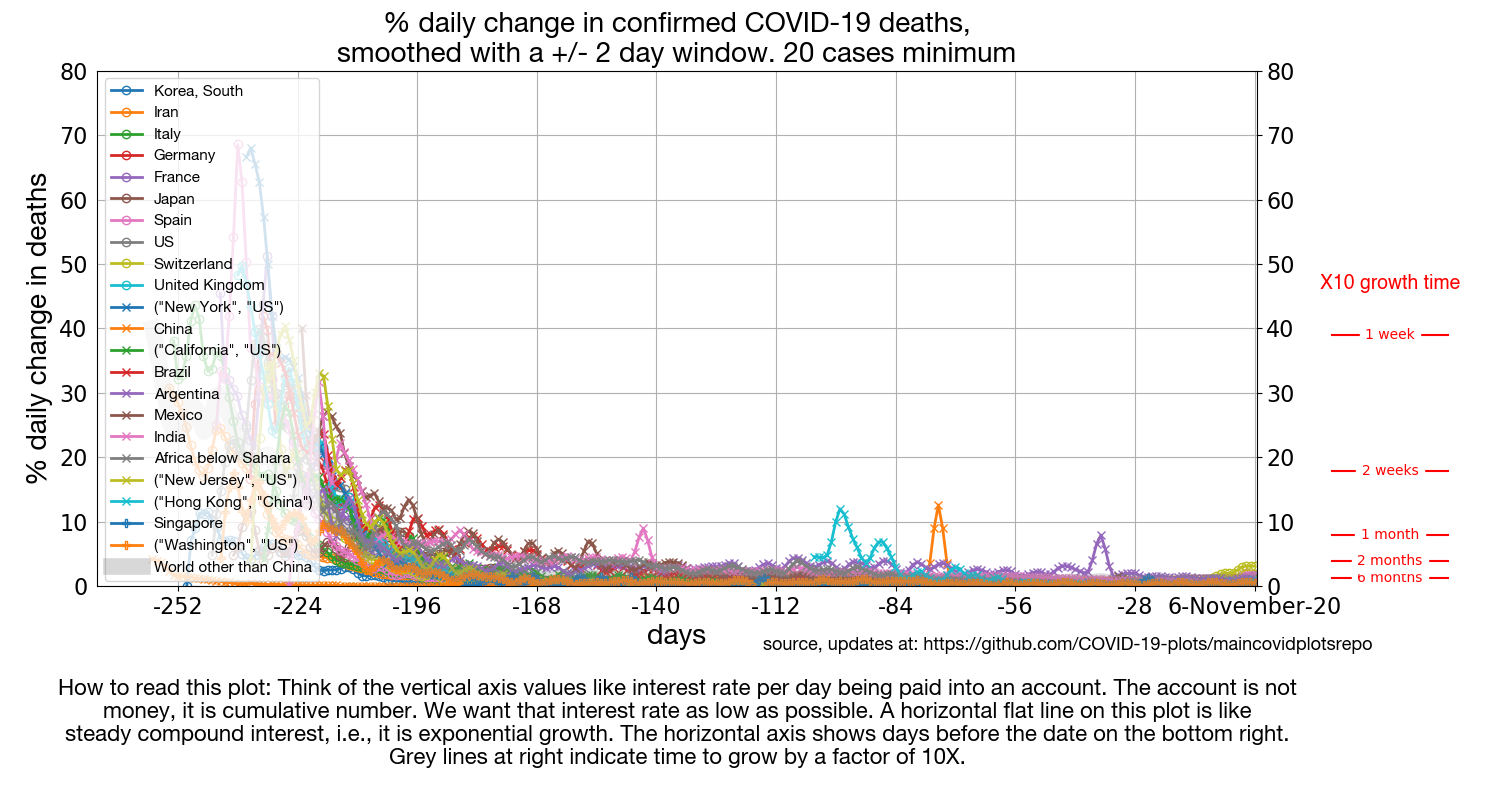 % daily change in confirmed COVID-19 deaths,
smoothed with a +/- 2 day window. 20 cases minimum
80
70
60
50
40
30
20
10
0
% daily change in deaths
Korea, South
Iran
Italy
Germany
France
Japan
Spain
US
Switzerland
United Kingdom
("New York", "US")
China
("California", "US")
Brazil
Argentina
Mexico
India
Africa below Sahara
("New Jersey", "US")
("Hong Kong", "China")
Singapore
("Washington", "US")
World other than China
80
70
60
50
40
30
20
10
0
X10 growth time
1 week
2 weeks
1 month
2 months
6 months
-252 -224 -196 -168 -140 -112 -84 -56 -28 6-November-20
days
source, updates at: https://github.com/COVID-19-plots/maincovidplotsrepo
How to read this plot: Think of the vertical axis values like interest rate per day being paid into an account. The account is not
money, it is cumulative number. We want that interest rate as low as possible. A horizontal flat line on this plot is like
steady compound interest, i.e., it is exponential growth. The horizontal axis shows days before the date on the bottom right.
Grey lines at right indicate time to grow by a factor of 10X.